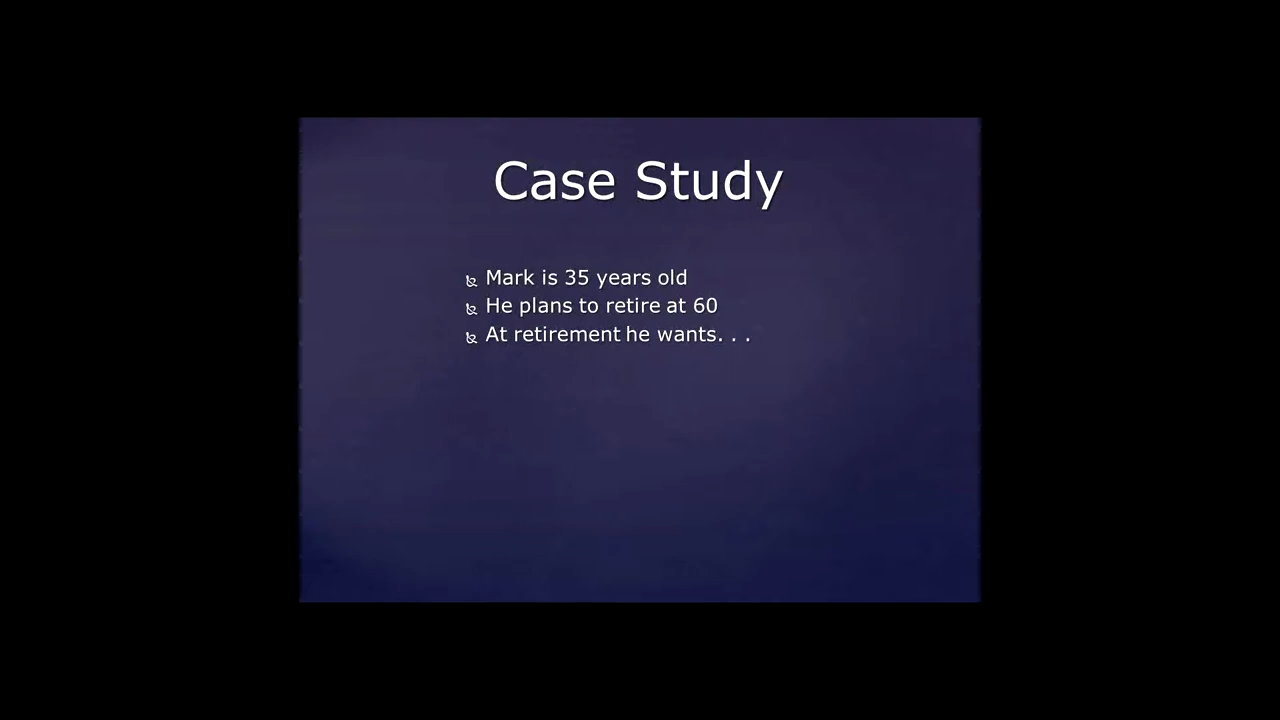 Case Study
Mark is 35 years old
He plans to retire at 60
At retirement he wants. . .